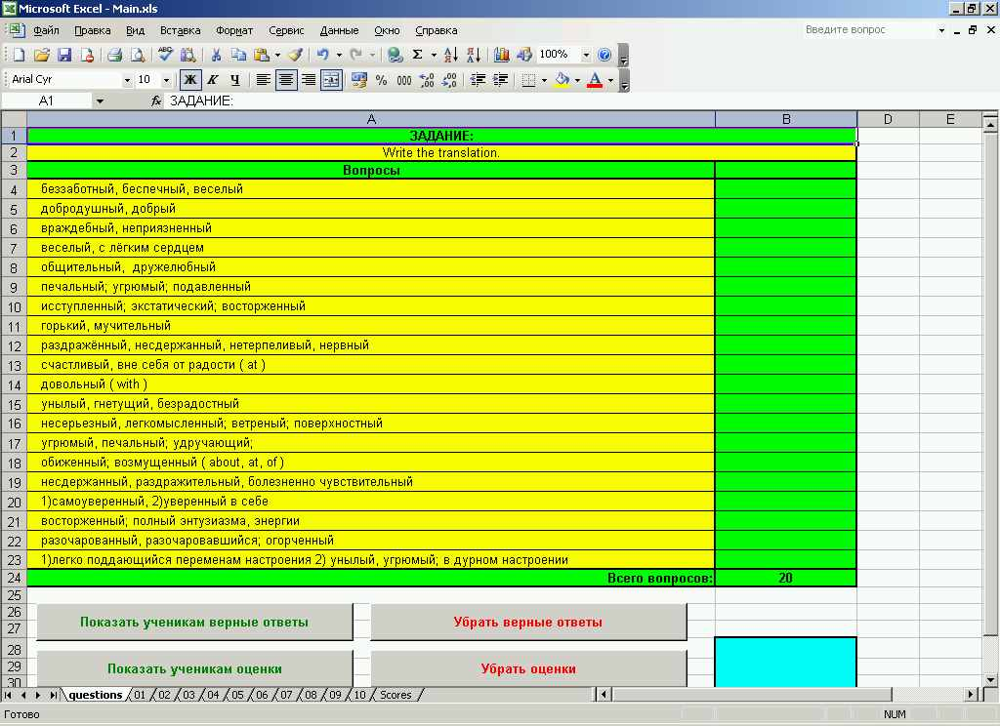 Microsoft Excel - Main.xls
Файл Правка Вид Вставка Формат Сервис Данные Окно Справка Введите вопрос
100%
Arial Cyr 10 Ж К Ч % 000
A1 fx ЗАДАНИЕ:
A B D E
1 ЗАДАНИЕ:
2 Write the translation.
3 Вопросы
4 беззаботный, беспечный, веселый
5 добродушный, добрый
6 враждебный, неприязненный
7 веселый, с лёгким сердцем
8 общительный, дружелюбный
9 печальный; угрюмый; подавленный
10 исступленный; экстатический; восторженный
11 горький, мучительный
12 раздражённый, несдержанный, нетерпеливый, нервный
13 счастливый, вне себя от радости ( at )
14 довольный ( with )
15 унылый, гнетущий, безрадостный
16 несерьезный, легкомысленный; ветреный; поверхностный
17 угрюмый, печальный; удручающий;
18 обиженный; возмущенный ( about, at, of )
19 несдержанный, раздражительный, болезненно чувствительный
20 1)самоуверенный, 2)уверенный в себе
21 восторженный; полный энтузиазма, энергии
22 разочарованный, разочаровавшийся; огорченный
23 1)легко поддающийся переменам настроения 2) унылый, угрюмый; в дурном настроении
24 Всего вопросов: 20
25
26
Показать ученикам верные ответы Убрать верные ответы
27
28
29 Показать ученикам оценки Убрать оценки
30
questions 01 02 03 04 05 06 07 08 09 10 Scores
Готово NUM